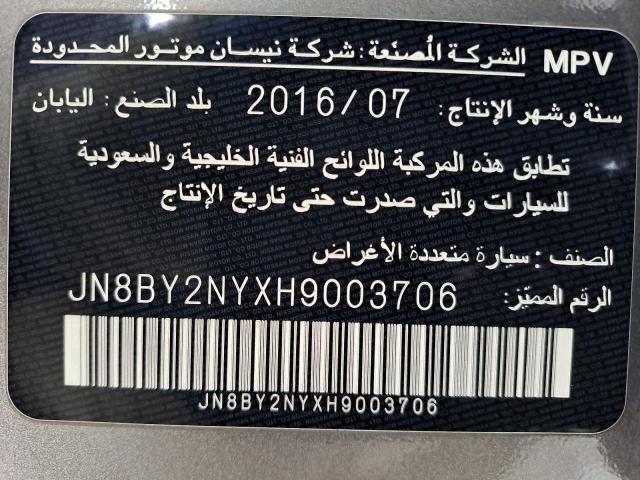 MPV الشركة المُصنّعة : شركة نيسان موتور المحدودة
سنة وشهر الإنتاج: 2016/07 بلد الصنع : اليابان
تطابق هذه المركبة اللوائح الفنية الخليجية والسعودية
للسيارات والتي صدرت حتى تاريخ الإنتاج
الصنف : سيارة متعددة الأغراض
الرقم المميّز: JN8BY2NYXH9003706
JN8BY2NYXH9003706